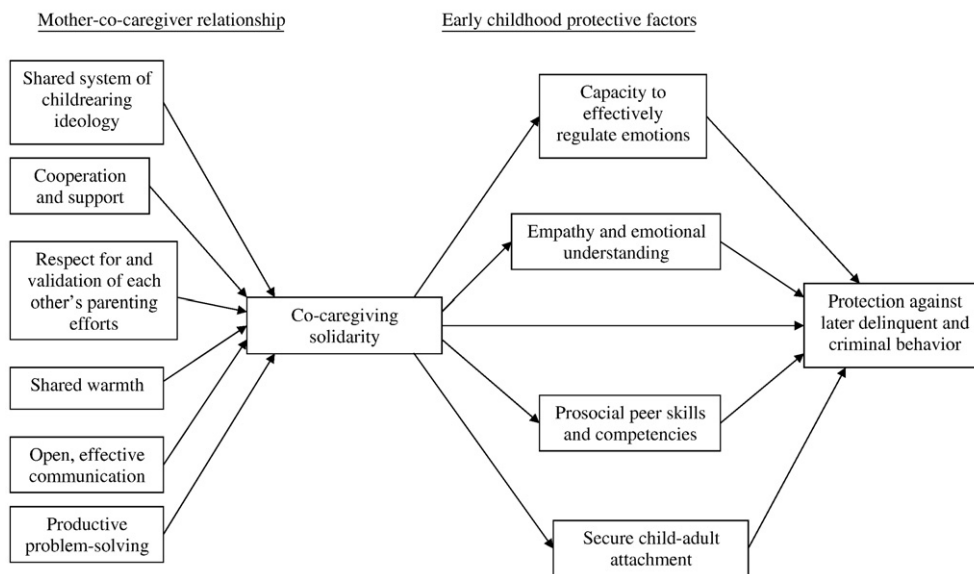 Mother-co-caregiver relationship
Early childhood protective factors
Shared system of
childrearing
ideology
Cooperation
and support
Respect for and
validation of each
other's parenting
efforts
Shared warmth
Open, effective
communication
Productive
problem-solving
Co-caregiving
solidarity
Capacity to
effectively
regulate emotions
Empathy and emotional
understanding
Prosocial peer skills
and competencies
Secure child-adult
attachment
Protection against
later delinquent and
criminal behavior